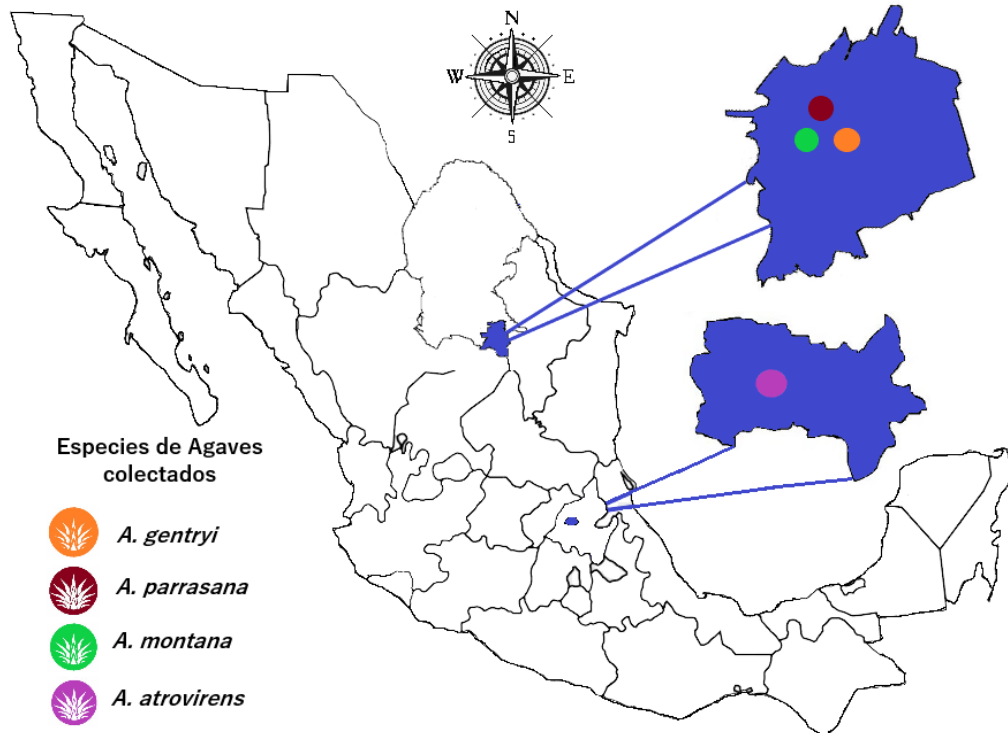 N
W
E
S
Especies de Agaves
colectados
A. gentryi
A. parrasana
A. montana
A. atrovirens